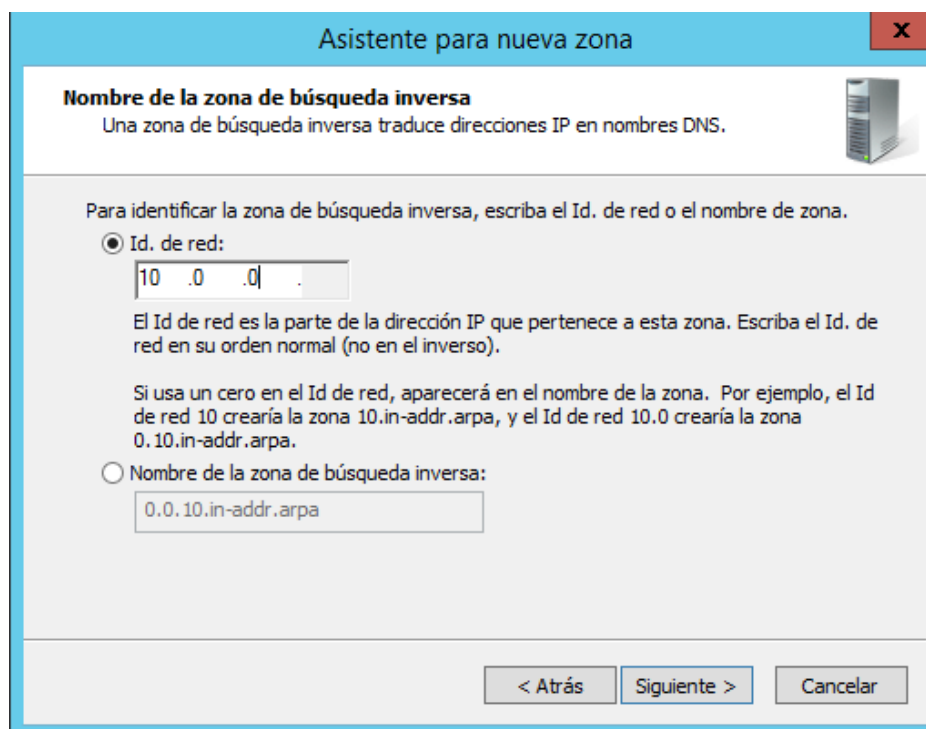 Asistente para nueva zona
x
Nombre de la zona de búsqueda inversa
Una zona de búsqueda inversa traduce direcciones IP en nombres DNS.
Para identificar la zona de búsqueda inversa, escriba el Id. de red o el nombre de zona.
Id. de red:
10 .0 .0 .
El Id de red es la parte de la dirección IP que pertenece a esta zona. Escriba el Id. de
red en su orden normal (no en el inverso).
Si usa un cero en el Id de red, aparecerá en el nombre de la zona. Por ejemplo, el Id
de red 10 crearía la zona 10.in-addr.arpa, y el Id de red 10.0 crearía la zona
0.10.in-addr.arpa.
Nombre de la zona de búsqueda inversa:
0.0.10.in-addr.arpa
< Atrás
Siguiente >
Cancelar